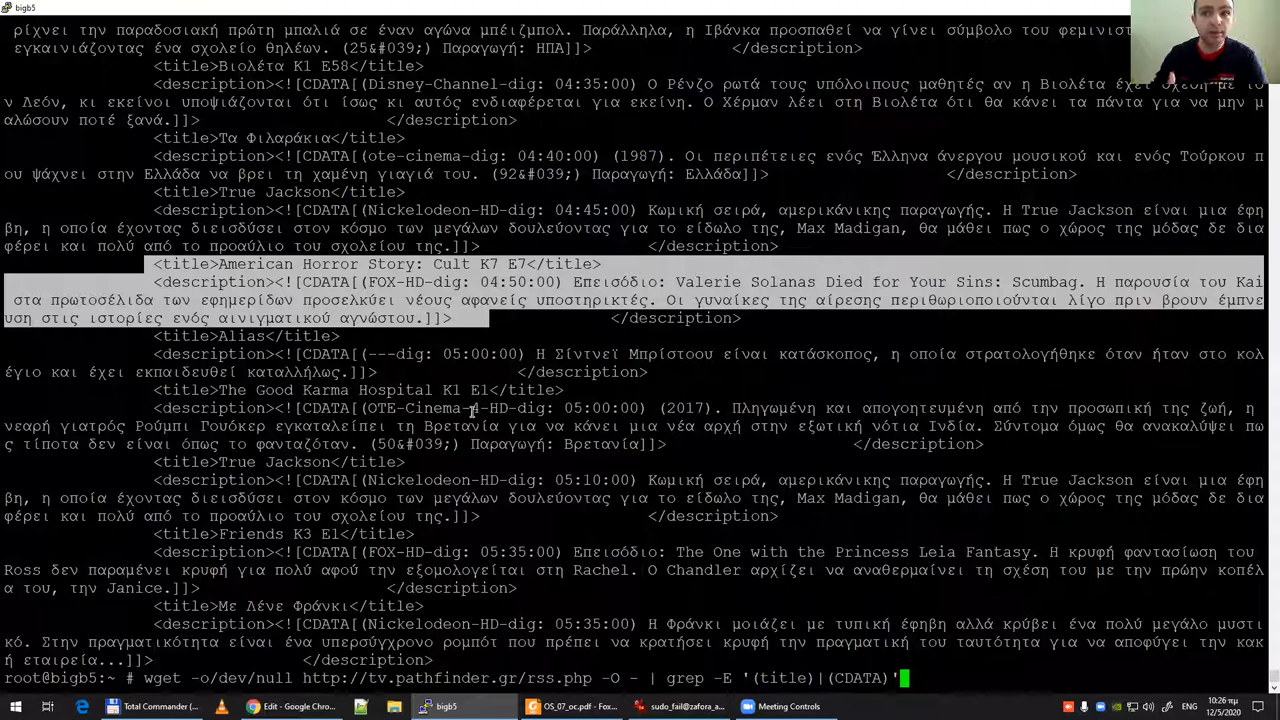 bigb5
ρίχνει την παραδοσιακή πρώτη μπαλιά σε έναν αγώνα μπέιζμπολ. Παράλληλα, η Ιβάνκα προσπαθεί να γίνει σύμβολο του φεμινισ
εγκαινιάζοντας ένα σχολείο θηλέων. (25&#039;) Παραγωγή: ΗΠΑ]]> </description>
<title>Βιολέτα Κ1 Ε58</title>
<description><![CDATA[(Disney-Channel-dig: 04:35:00) Ο Ρένζο ρωτά τους υπόλοιπους μαθητές αν η Βιολέτα έχει σχέση με το
ν Λεόν, κι εκείνοι υποψιάζονται ότι ίσως κι αυτός ενδιαφέρεται για εκείνη. Ο Χέρμαν λέει στη Βιολέτα ότι θα κάνει τα πάντα για να μην μ
αλώσουν ποτέ ξανά.]]> </description>
<title>Τα Φιλαράκια</title>
<description><![CDATA[(ote-cinema-dig: 04:40:00) (1987). Οι περιπέτειες ενός Έλληνα άνεργου μουσικού και ενός Τούρκου π
ου ψάχνει στην Ελλάδα να βρει τη χαμένη γιαγιά του. (92&#039;) Παραγωγή: Ελλάδα]]> </description>
<title>True Jackson</title>
<description><![CDATA[(Nickelodeon-HD-dig: 04:45:00) Κωμική σειρά, αμερικάνικης παραγωγής. Η True Jackson είναι μια έφη
βη, η οποία έχοντας διεισδύσει στον κόσμο των μεγάλων δουλεύοντας για το είδωλο της, Max Madigan, θα μάθει πως ο χώρος της μόδας δε δια
φέρει και πολύ από το προαύλιο του σχολείου της.]]> </description>
<title>American Horror Story: Cult K7 E7</title>
<description><![CDATA[(FOX-HD-dig: 04:50:00) Επεισόδιο: Valerie Solanas Died for Your Sins: Scumbag. Η παρουσία του Kai
στα πρωτοσέλιδα των εφημερίδων προσελκύει νέους αφανείς υποστηρικτές. Οι γυναίκες της αίρεσης περιθωριοποιούνται λίγο πριν βρουν έμπνε
υση στις ιστορίες ενός αινιγματικού αγνώστου.]]> </description>
<title>Alias</title>
<description><![CDATA[(---dig: 05:00:00) Η Σίντνεϊ Μπρίστοου είναι κατάσκοπος, η οποία στρατολογήθηκε όταν ήταν στο κολ
έγιο και έχει εκπαιδευθεί καταλλήλως.]]> </description>
<title>The Good Karma Hospital K1 E1</title>
<description><![CDATA[(OTE-Cinema-4-HD-dig: 05:00:00) (2017). Πληγωμένη και απογοητευμένη από την προσωπική της ζωή, η
νεαρή γιατρός Ρούμπι Γουόκερ εγκαταλείπει τη Βρετανία για να κάνει μια νέα αρχή στην εξωτική νότια Ινδία. Σύντομα όμως θα ανακαλύψει πω
ς τίποτα δεν είναι όπως το φανταζόταν. (50&#039;) Παραγωγή: Βρετανία]]> </description>
<title>True Jackson</title>
<description><![CDATA[(Nickelodeon-HD-dig: 05:10:00) Κωμική σειρά, αμερικάνικης παραγωγής. Η True Jackson είναι μια έφη
βη, η οποία έχοντας διεισδύσει στον κόσμο των μεγάλων δουλεύοντας για το είδωλο της, Max Madigan, θα μάθει πως ο χώρος της μόδας δε δια
φέρει και πολύ από το προαύλιο του σχολείου της.]]> </description>
<title>Friends K3 E1</title>
<description><![CDATA[(FOX-HD-dig: 05:35:00) Επεισόδιο: The One with the Princess Leia Fantasy. Η κρυφή φαντασίωση του
Ross δεν παραμένει κρυφή για πολύ αφού την εξομολογείται στη Rachel. Ο Chandler αρχίζει να αναθερμαίνει τη σχέση του με την πρώην κοπέλ
α του, την Janice.]]> </description>
<title>Με Λένε Φράνκι</title>
<description><![CDATA[(Nickelodeon-HD-dig: 05:35:00) Η Φράνκι μοιάζει με τυπική έφηβη αλλά κρύβει ένα πολύ μεγάλο μυστι
κό. Στην πραγματικότητα είναι ένα υπερσύγχρονο ρομπότ που πρέπει να κρατήσει κρυφή την πραγματική του ταυτότητα για να αποφύγει την κακ
ή εταιρεία...]]> </description>
root@bigb5:~ # wget -o/dev/null http://tv.pathfinder.gr/rss.php -O - | grep -E '(title)|(CDATA)'
Total Commander (... Edit - Google Chro... bigb5 OS_07_oc.pdf - Fox... sudo_fail@zafora_a... Meeting Controls 10:26 πμ
12/5/2020